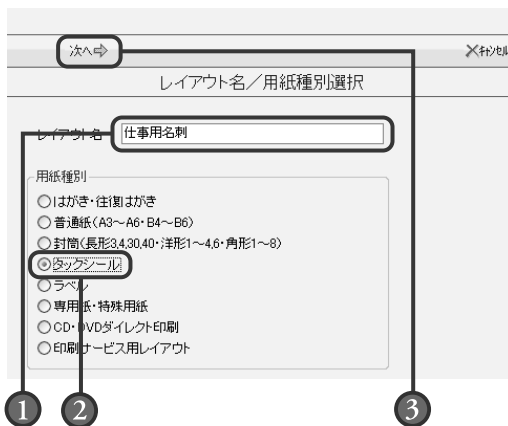 次へ⇨
✕ｷｬﾝｾﾙ
レイアウト名／用紙種別選択
レイアウト名
仕事用名刺
用紙種別
はがき・往復はがき
普通紙(A3～A6・B4～B6)
封筒(長形3,4,30,40・洋形1～4,6・角形1～8)
タックシール
ラベル
専用紙・特殊用紙
CD・DVDダイレクト印刷
印刷サービス用レイアウト
1
2
3